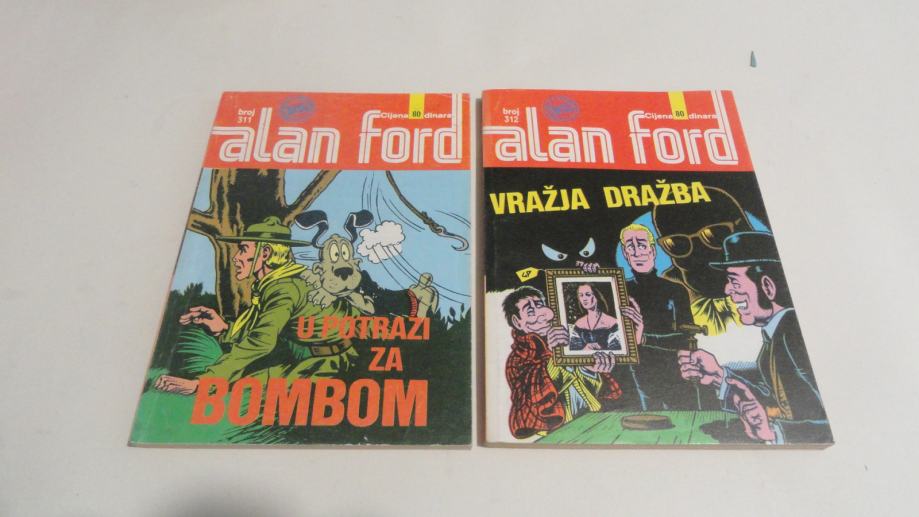 broj
311
Cijena 80 dinara
alan ford
U POTRAZI
ZA
BOMBOM
broj
312
Cijena 80 dinara
alan ford
VRAŽJA DRAŽBA